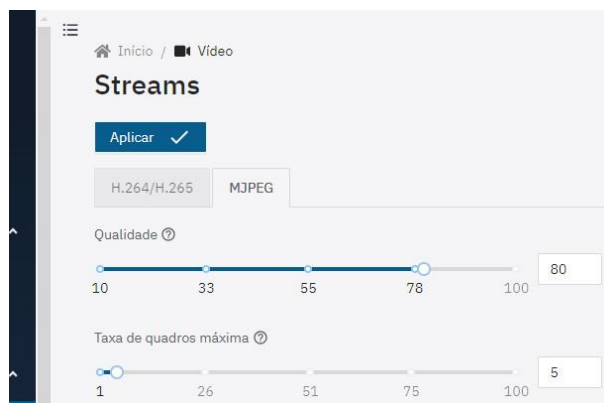 Início / Vídeo
Streams
Aplicar
H.264/H.265 MJPEG
Qualidade
80
10 33 55 78 100
Taxa de quadros máxima
5
1 26 51 75 100